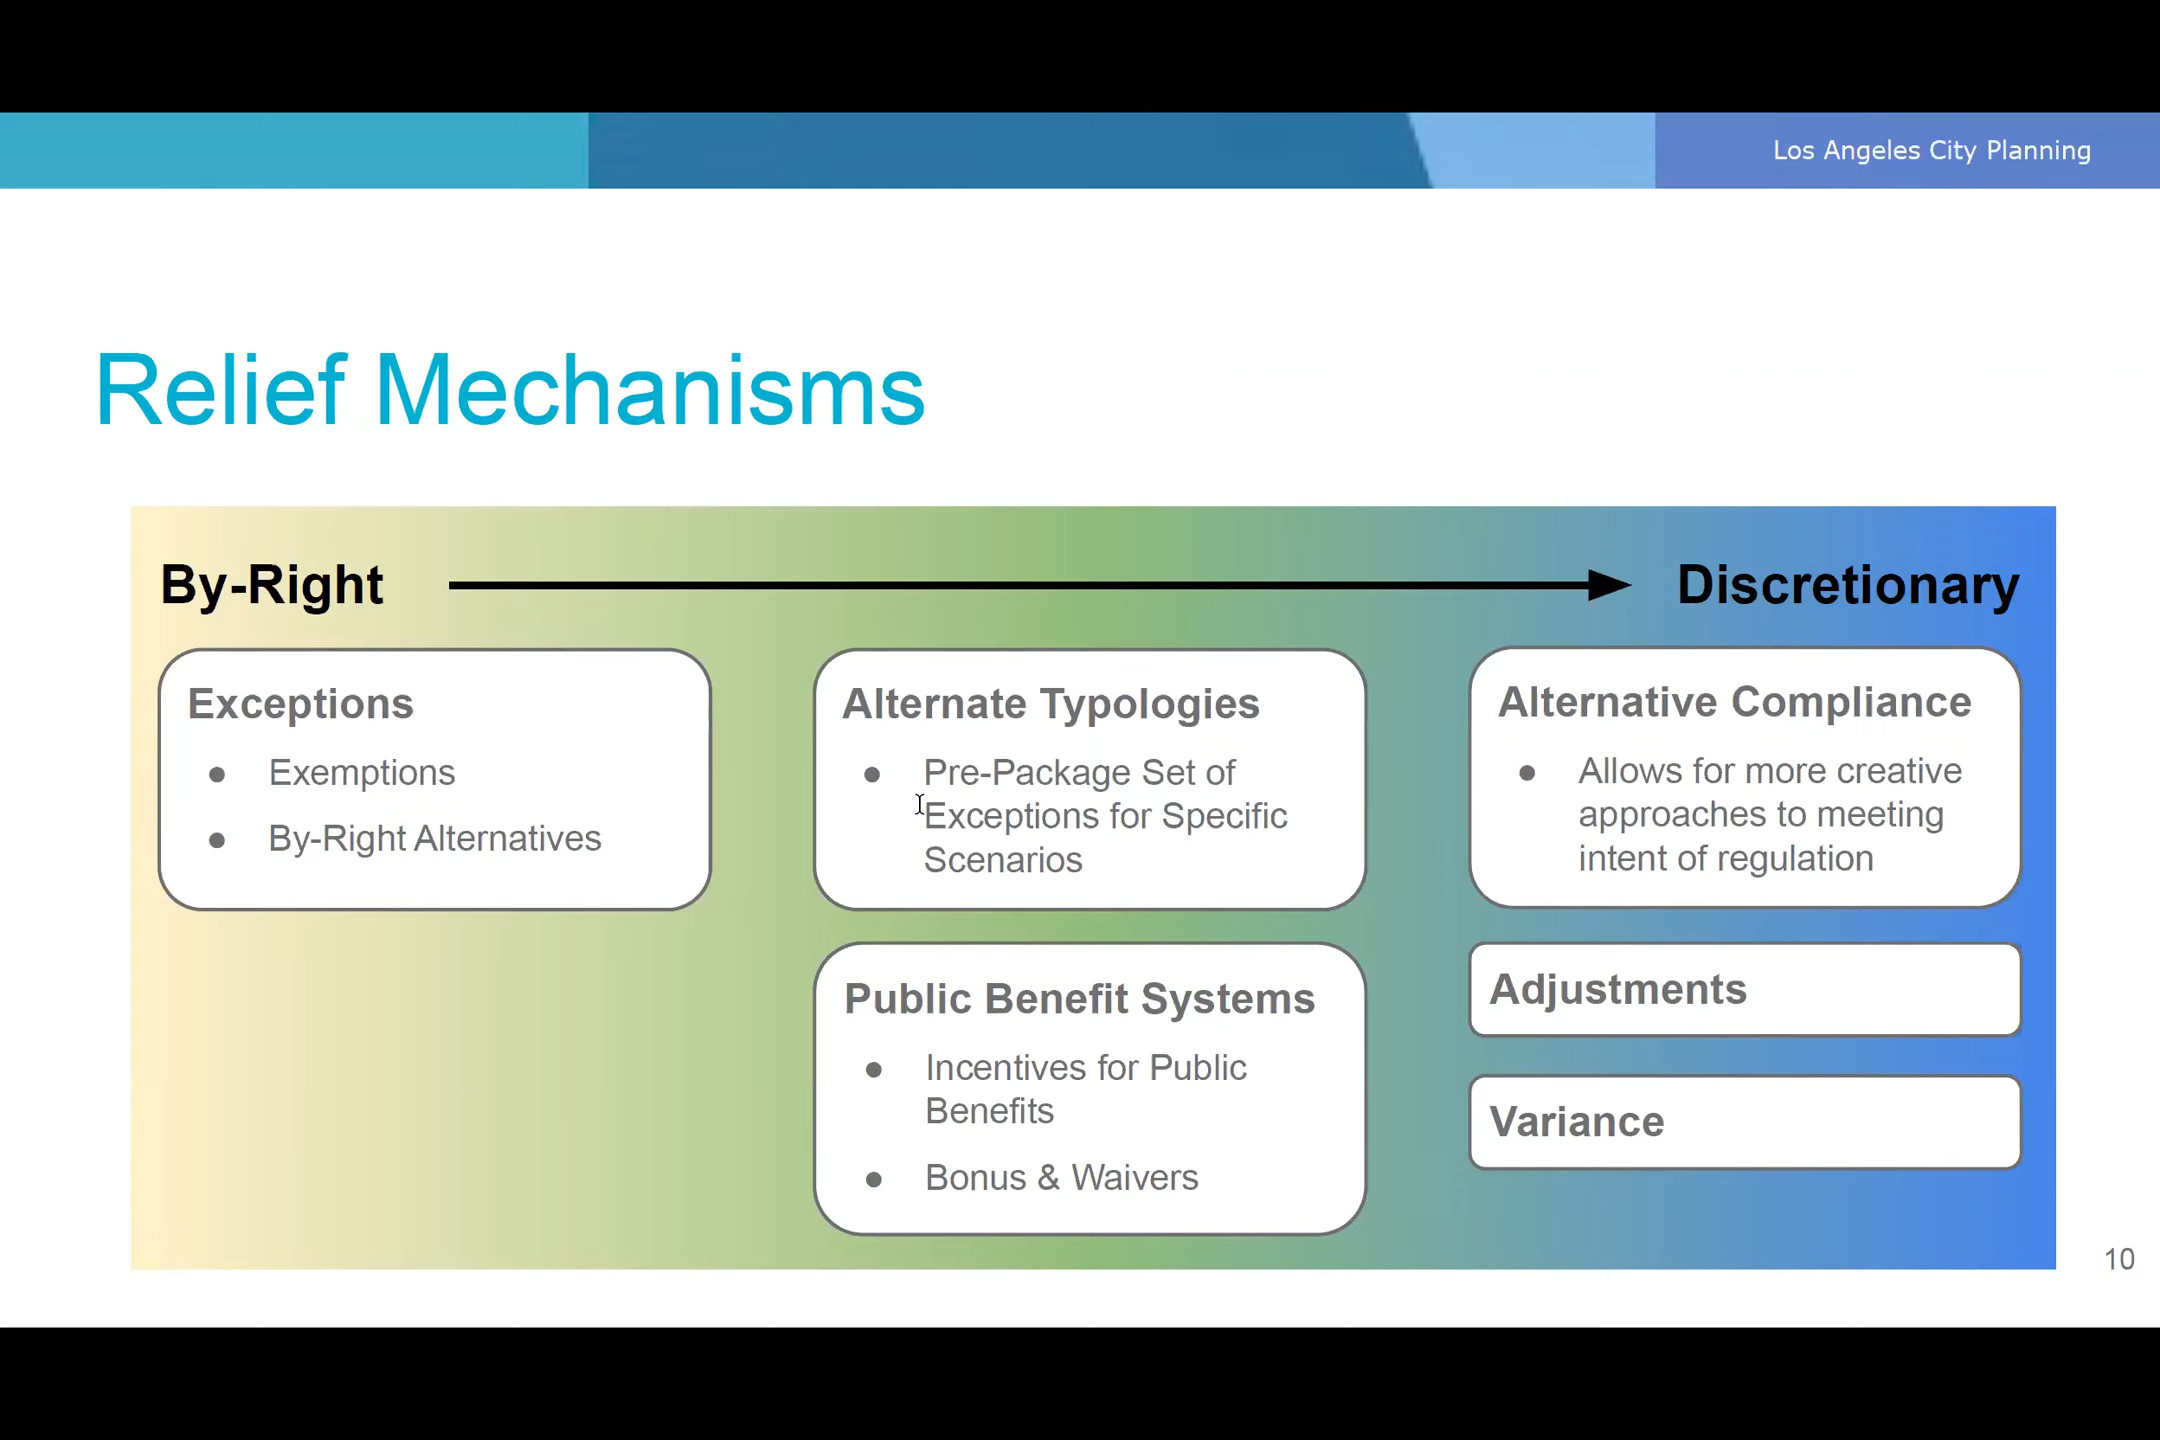 Los Angeles City Planning
Relief Mechanisms
By-Right
Discretionary
Exceptions
● Exemptions
● By-Right Alternatives
Alternate Typologies
● Pre-Package Set of
Exceptions for Specific
Scenarios
Public Benefit Systems
● Incentives for Public
Benefits
● Bonus & Waivers
Alternative Compliance
● Allows for more creative
approaches to meeting
intent of regulation
Adjustments
Variance
10